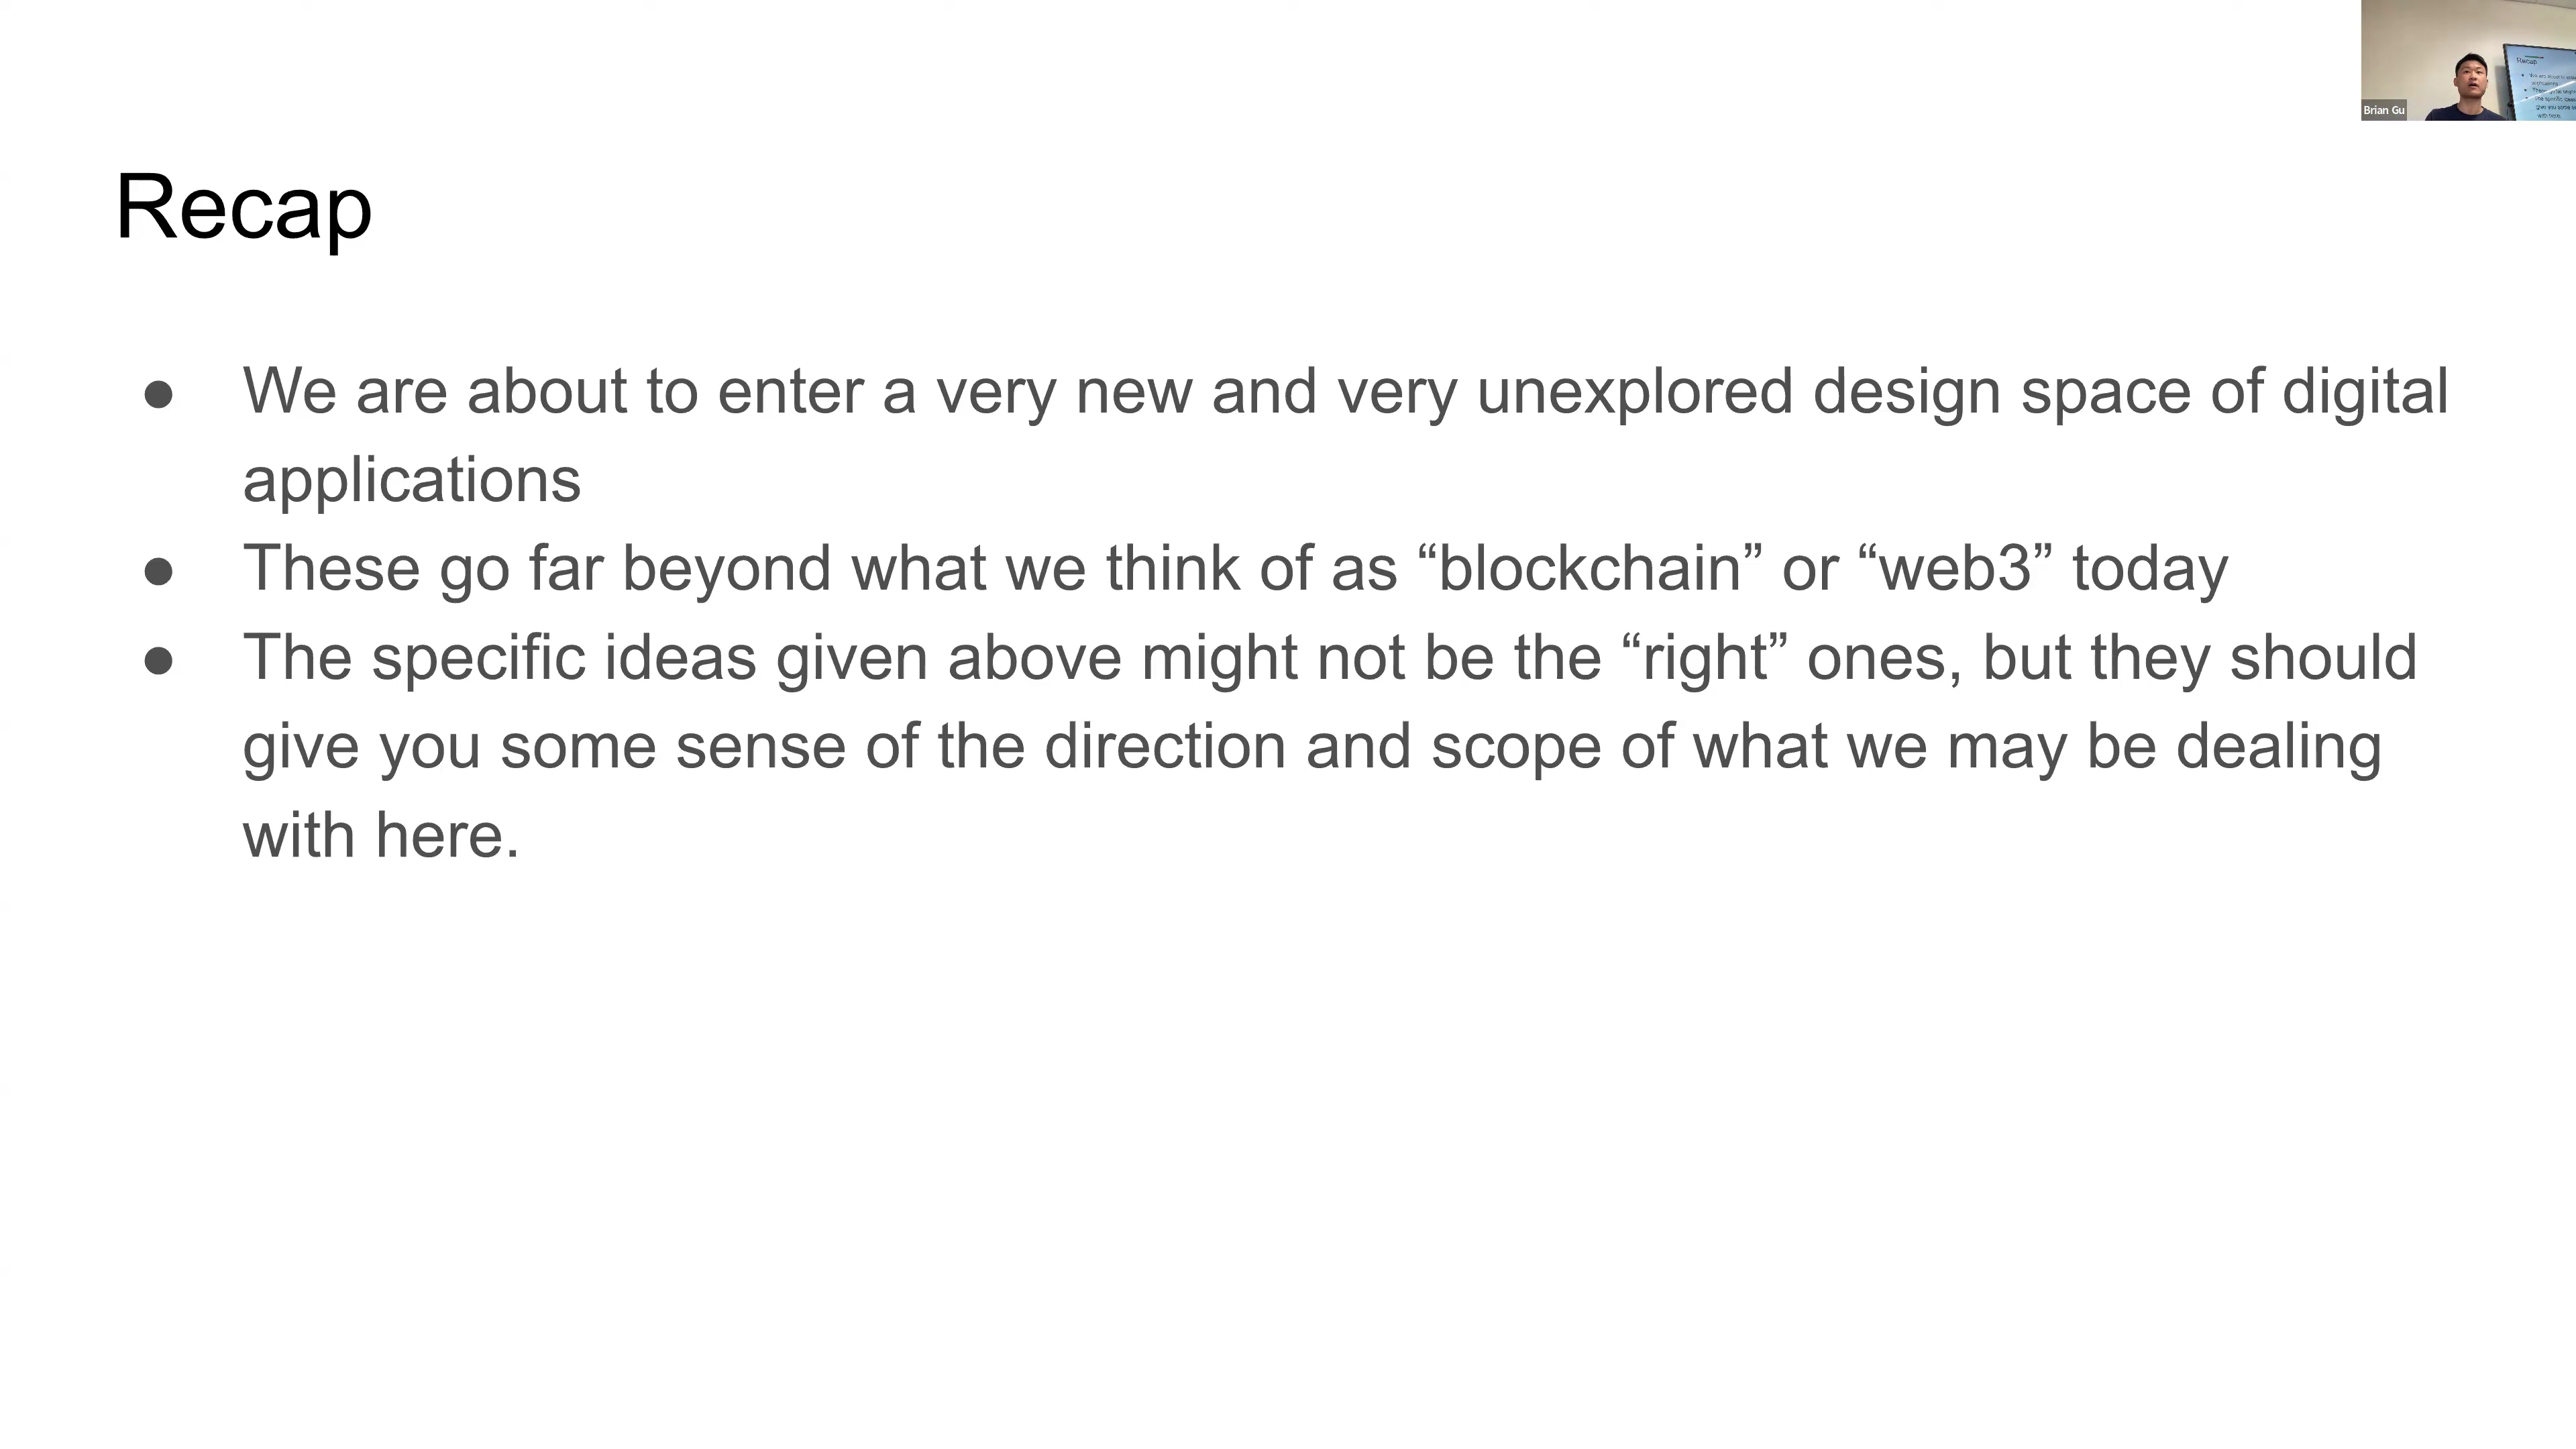 Brian Gu
Recap
● We are about to enter a very new and very unexplored design space of digital
applications
● These go far beyond what we think of as “blockchain” or “web3” today
● The specific ideas given above might not be the “right” ones, but they should
give you some sense of the direction and scope of what we may be dealing
with here.